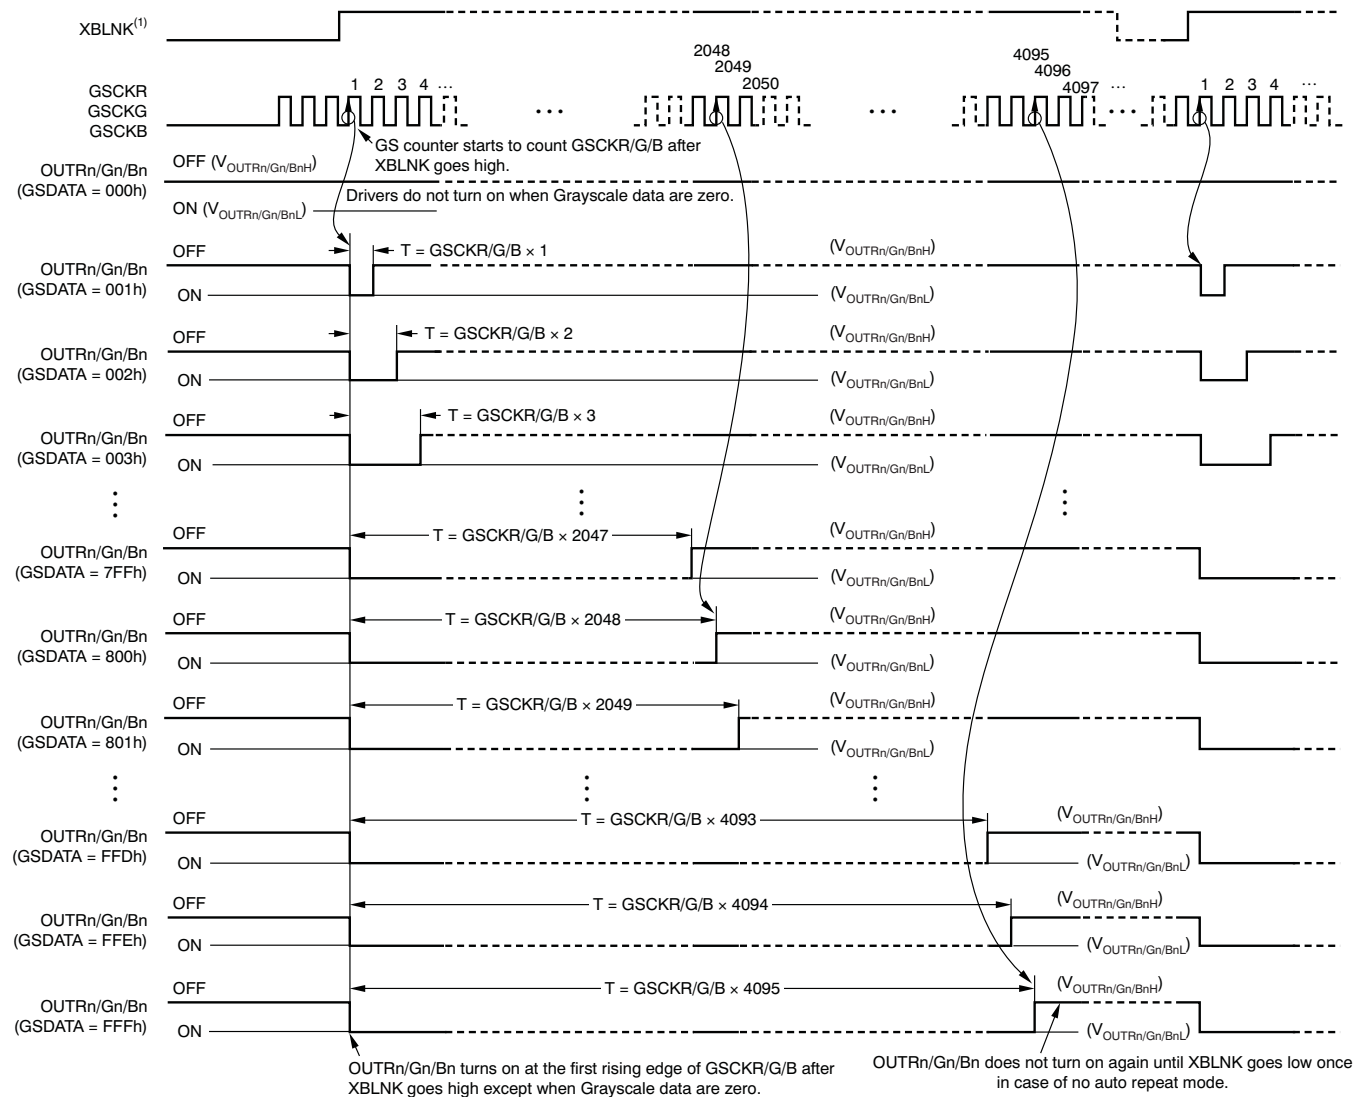 XBLNK(1)
2048
2049
2050
4095
4096
4097
GSCKR
GSCKG
GSCKB
1 2 3 4 ...
...
...
...
...
1 2 3 4 ...
GS counter starts to count GSCKR/G/B after
XBLNK goes high.
OUTRn/Gn/Bn
(GSDATA = 000h)
OFF (VOUTRn/Gn/BnH)
Drivers do not turn on when Grayscale data are zero.
ON (VOUTRn/Gn/BnL)
OUTRn/Gn/Bn
(GSDATA = 001h)
OFF
T = GSCKR/G/B × 1
(VOUTRn/Gn/BnH)
ON
(VOUTRn/Gn/BnL)
OUTRn/Gn/Bn
(GSDATA = 002h)
OFF
T = GSCKR/G/B × 2
(VOUTRn/Gn/BnH)
ON
(VOUTRn/Gn/BnL)
OUTRn/Gn/Bn
(GSDATA = 003h)
OFF
T = GSCKR/G/B × 3
(VOUTRn/Gn/BnH)
ON
(VOUTRn/Gn/BnL)
OUTRn/Gn/Bn
(GSDATA = 7FFh)
OFF
T = GSCKR/G/B × 2047
(VOUTRn/Gn/BnH)
ON
(VOUTRn/Gn/BnL)
OUTRn/Gn/Bn
(GSDATA = 800h)
OFF
T = GSCKR/G/B × 2048
(VOUTRn/Gn/BnH)
ON
(VOUTRn/Gn/BnL)
OUTRn/Gn/Bn
(GSDATA = 801h)
OFF
T = GSCKR/G/B × 2049
(VOUTRn/Gn/BnH)
ON
(VOUTRn/Gn/BnL)
OUTRn/Gn/Bn
(GSDATA = FFDh)
OFF
T = GSCKR/G/B × 4093
(VOUTRn/Gn/BnH)
ON
(VOUTRn/Gn/BnL)
OUTRn/Gn/Bn
(GSDATA = FFEh)
OFF
T = GSCKR/G/B × 4094
(VOUTRn/Gn/BnH)
ON
(VOUTRn/Gn/BnL)
OUTRn/Gn/Bn
(GSDATA = FFFh)
OFF
T = GSCKR/G/B × 4095
(VOUTRn/Gn/BnH)
ON
(VOUTRn/Gn/BnL)
OUTRn/Gn/Bn turns on at the first rising edge of GSCKR/G/B after
XBLNK goes high except when Grayscale data are zero.
OUTRn/Gn/Bn does not turn on again until XBLNK goes low once
in case of no auto repeat mode.